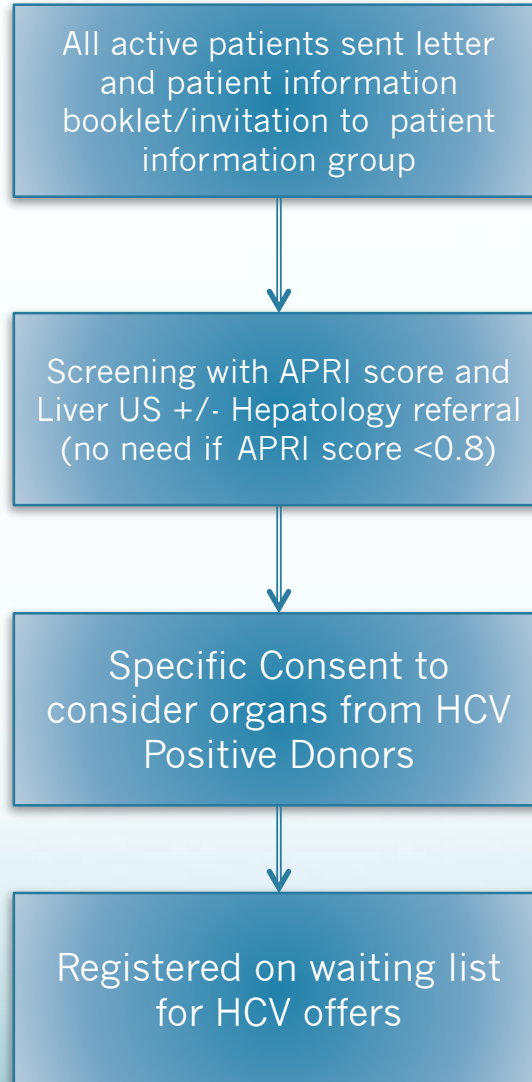 All active patients sent letter
and patient information
booklet/invitation to patient
information group
Screening with APRI score and
Liver US +/- Hepatology referral
(no need if APRI score <0.8)
Specific Consent to
consider organs from HCV
Positive Donors
Registered on waiting list
for HCV offers